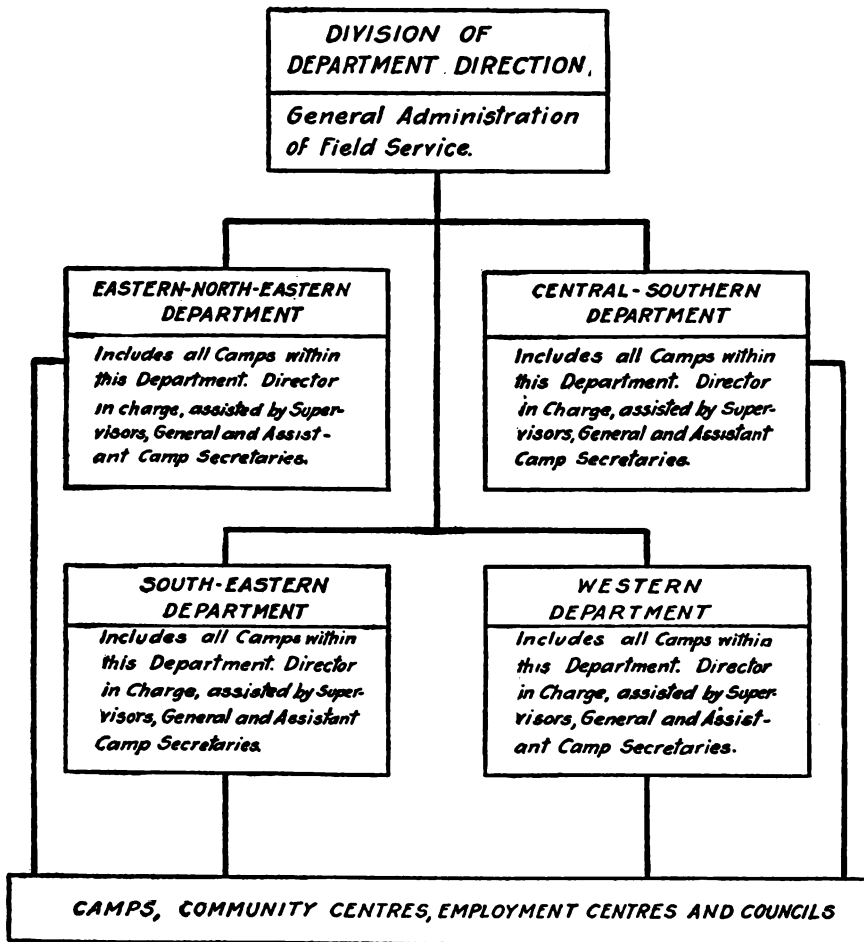 DIVISION OF
DEPARTMENT DIRECTION.
General Administration
of Field Service.
EASTERN-NORTH-EASTERN
DEPARTMENT
Includes all Camps within
this Department. Director
in charge, assisted by Super-
visors, General and Assist-
ant Camp Secretaries.
CENTRAL-SOUTHERN
DEPARTMENT
Includes all Camps within
this Department. Director
in Charge, assisted by Super-
visors, General and Assistant
Camp Secretaries.
SOUTH-EASTERN
DEPARTMENT
Includes all Camps within
this Department. Director
in Charge, assisted by Super-
visors, General and Assistant
Camp Secretaries.
WESTERN
DEPARTMENT
Includes all Camps within
this Department. Director
in Charge, assisted by Super-
visors, General and Assist-
ant Camp Secretaries.
CAMPS, COMMUNITY CENTRES, EMPLOYMENT CENTRES AND COUNCILS